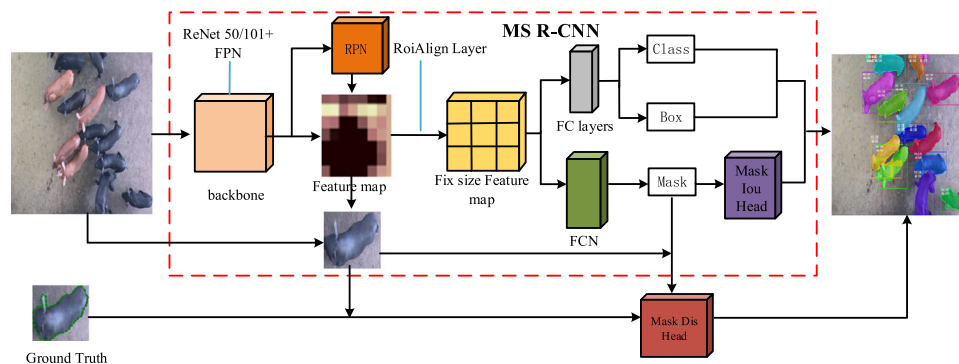 ReNet 50/101+
FPN
RPN
RoiAlign Layer
MS R-CNN
Class
Box
FC layers
backbone
Feature map
Fix size Feature
map
FCN
Mask
Mask
Iou
Head
Mask Dis
Head
Ground Truth